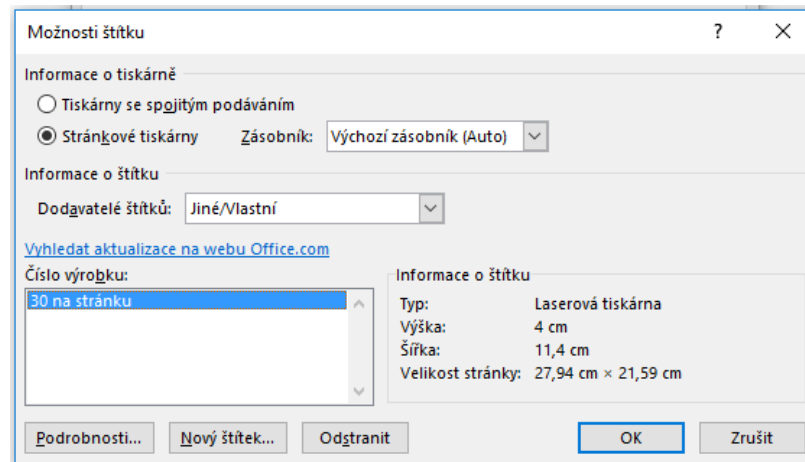 Možnosti štítku
Informace o tiskárně
Tiskárny se spojitým podáváním
Stránkové tiskárny Zásobník: Výchozí zásobník (Auto)
Informace o štítku
Dodavatelé štítků: Jiné/Vlastní
Vyhledat aktualizace na webu Office.com
Číslo výrobku:
30 na stránku
Informace o štítku
Typ: Laserová tiskárna
Výška: 4 cm
Šířka: 11,4 cm
Velikost stránky: 27,94 cm × 21,59 cm
Podrobnosti... Nový štítek... Odstranit OK Zrušit